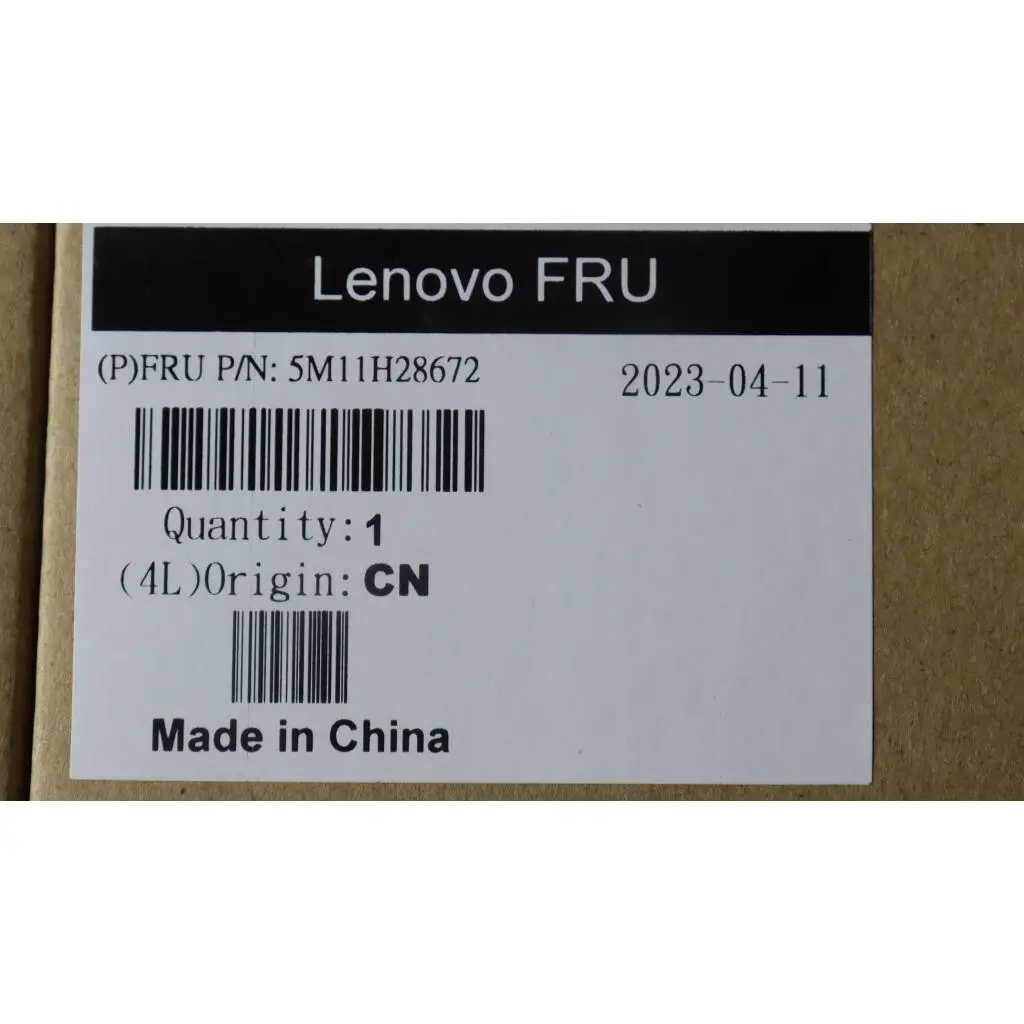 Lenovo FRU
(P)FRU P/N: 5M11H28672
2023-04-11
Quantity: 1
(4L)Origin: CN
Made in China